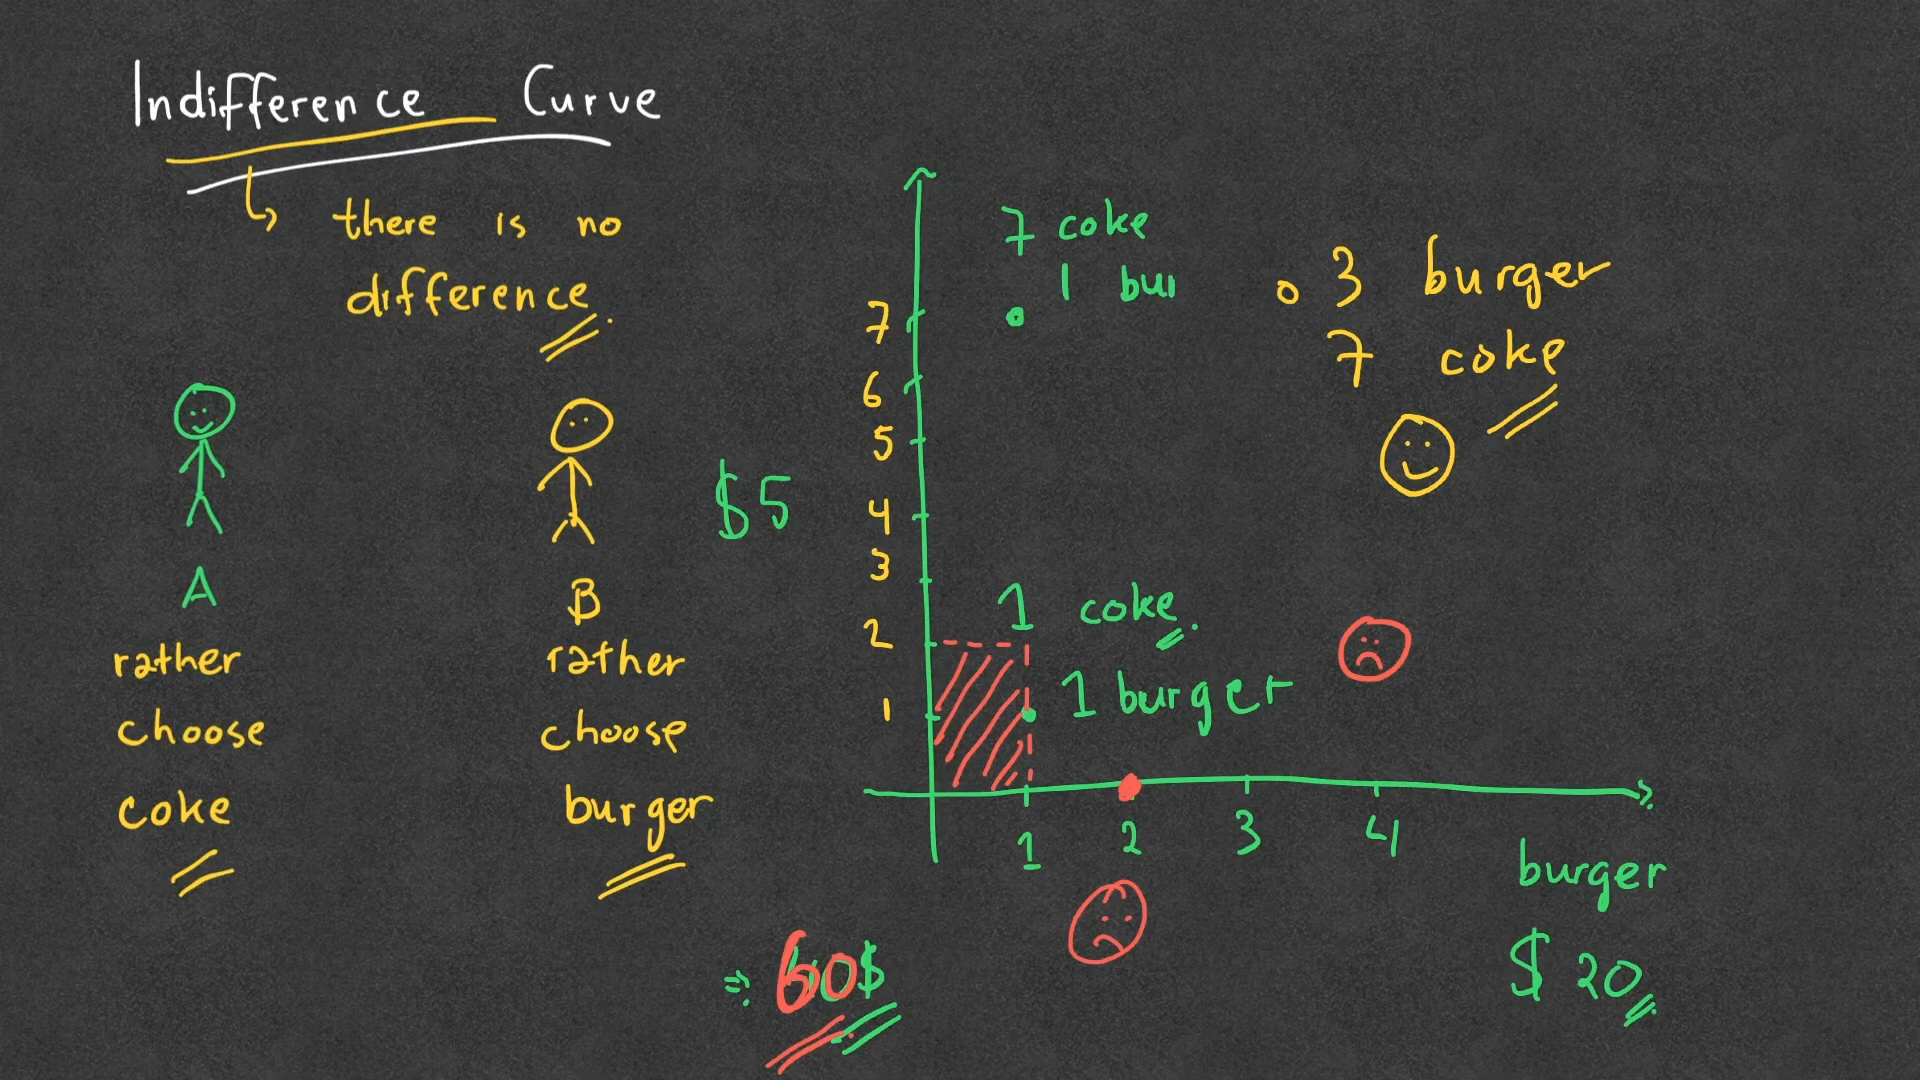 Indifference Curve
there is no
difference
A
rather
choose
coke
B
rather
choose
burger
$5
7
6
5
4
3
2
1
7 coke
1 bur
3 burger
7 coke
1 coke
1 burger
1 2 3 4
burger
$20
60$